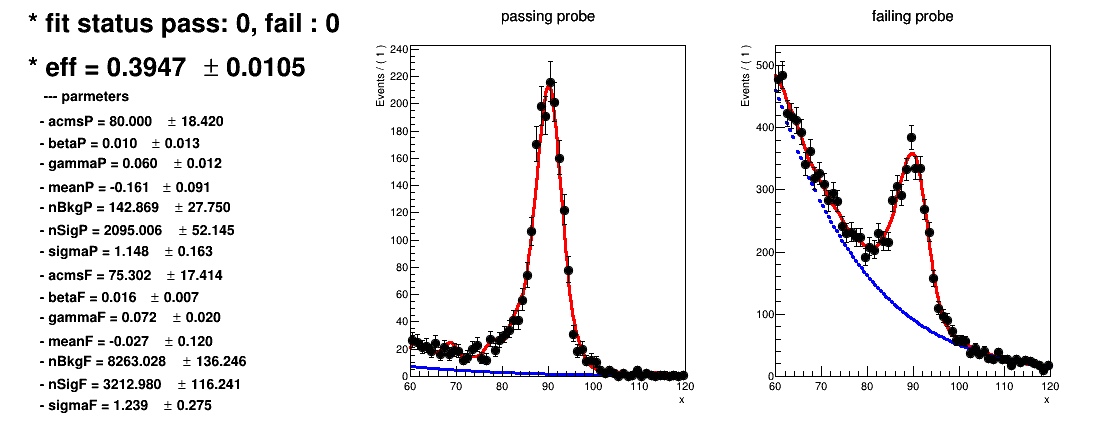 * fit status pass: 0, fail : 0
* eff = 0.3947 ± 0.0105
--- parmeters
- acmsP = 80.000 ± 18.420
- betaP = 0.010 ± 0.013
- gammaP = 0.060 ± 0.012
- meanP = -0.161 ± 0.091
- nBkgP = 142.869 ± 27.750
- nSigP = 2095.006 ± 52.145
- sigmaP = 1.148 ± 0.163
- acmsF = 75.302 ± 17.414
- betaF = 0.016 ± 0.007
- gammaF = 0.072 ± 0.020
- meanF = -0.027 ± 0.120
- nBkgF = 8263.028 ± 136.246
- nSigF = 3212.980 ± 116.241
- sigmaF = 1.239 ± 0.275
passing probe
Events / ( 1 )
240
220
200
180
160
140
120
100
80
60
40
20
0
60 70 80 90 100 110 120
x
failing probe
Events / ( 1 )
500
400
300
200
100
0
60 70 80 90 100 110 120
x